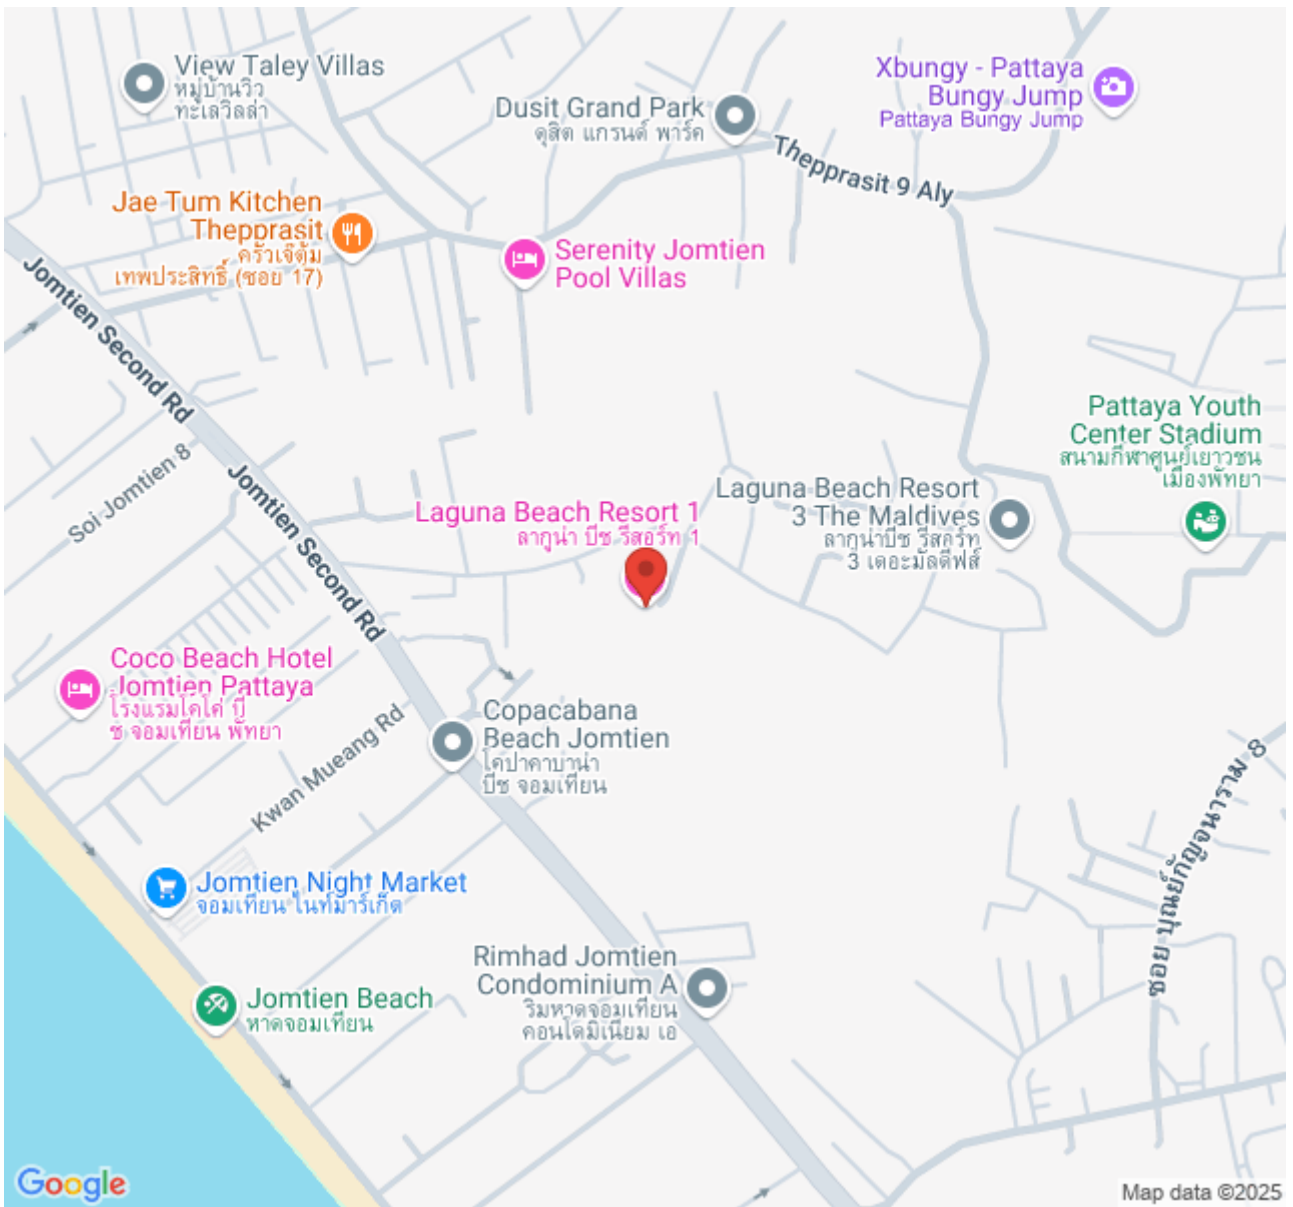 View Taley Villas
หมู่บ้านวิว
ทะเลวิลล่า
Xbungy - Pattaya
Bungy Jump
Pattaya Bungy Jump
Dusit Grand Park
ดุสิต แกรนด์ พาร์ค
Thepprasit 9 Aly
Jae Tum Kitchen
Thepprasit
ครัวเจ๊ตุ้ม
เทพประสิทธิ์ (ซอย 17)
Serenity Jomtien
Pool Villas
Jomtien Second Rd
Pattaya Youth
Center Stadium
สนามกีฬาศูนย์เยาวชน
เมืองพัทยา
Soi Jomtien 8
Jomtien Second Rd
Laguna Beach Resort 1
ลากูน่า บีช รีสอร์ท 1
Laguna Beach Resort
3 The Maldives
ลากูน่าบีช รีสอร์ท
3 เดอะมัลดีฟส์
Coco Beach Hotel
Jomtien Pattaya
โรงแรมโคโค่ บี
ช จอมเทียน พัทยา
Kwan Mueang Rd
Copacabana
Beach Jomtien
โคปาคาบาน่า
บีช จอมเทียน
ซอย บุณย์กัญจนาราม 8
Jomtien Night Market
จอมเทียน ไนท์มาร์เก็ต
Rimhad Jomtien
Condominium A
ริมหาดจอมเทียน
คอนโดมิเนียม เอ
Jomtien Beach
หาดจอมเทียน
Google
Map data ©2025